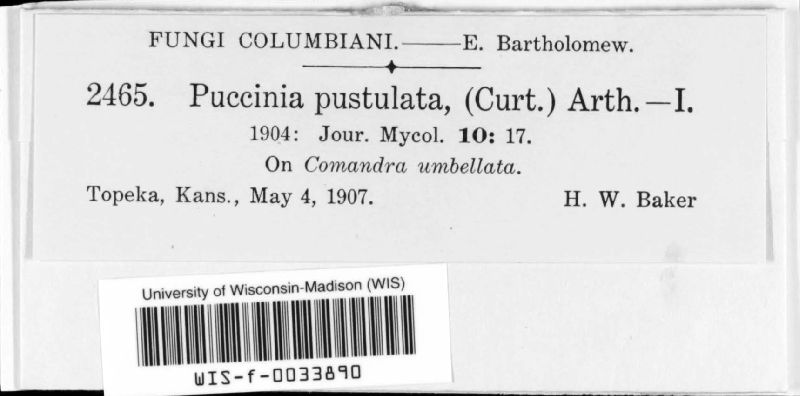 FUNGI COLUMBIANI.——E. Bartholomew.
2465. Puccinia pustulata, (Curt.) Arth.—I.
1904: Jour. Mycol. 10: 17.
On Comandra umbellata.
Topeka, Kans., May 4, 1907. H. W. Baker
University of Wisconsin-Madison (WIS)
WIS-f-0033890